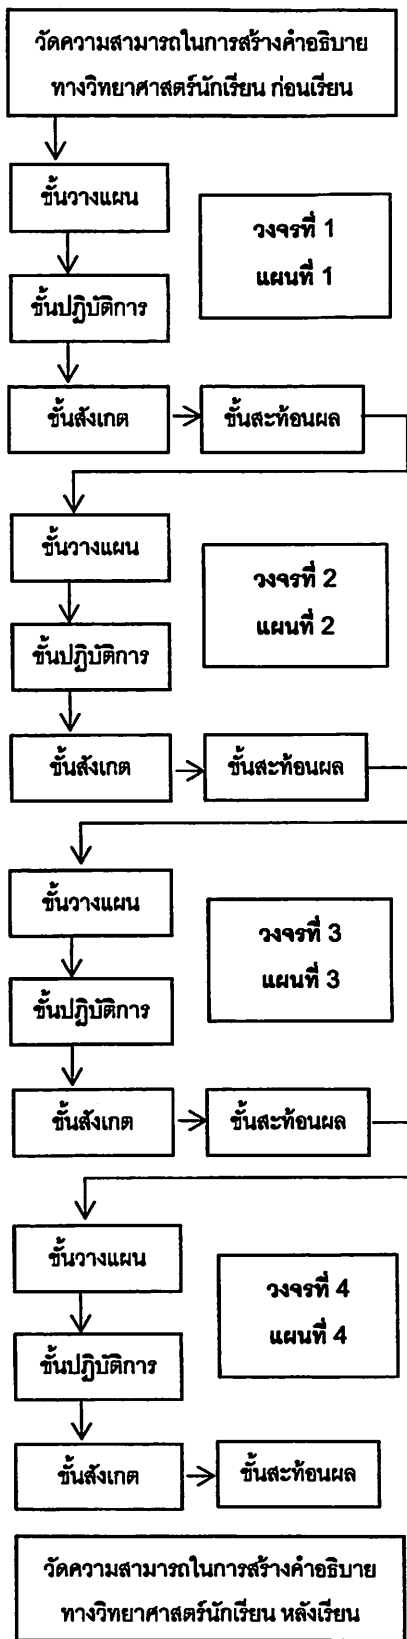 วัดความสามารถในการสร้างคำอธิบาย
ทางวิทยาศาสตร์นักเรียน ก่อนเรียน
ขั้นวางแผน
วงจรที่ 1
แผนที่ 1
ขั้นปฏิบัติการ
ขั้นสังเกต
ขั้นสะท้อนผล
ขั้นวางแผน
วงจรที่ 2
แผนที่ 2
ขั้นปฏิบัติการ
ขั้นสังเกต
ขั้นสะท้อนผล
ขั้นวางแผน
วงจรที่ 3
แผนที่ 3
ขั้นปฏิบัติการ
ขั้นสังเกต
ขั้นสะท้อนผล
ขั้นวางแผน
วงจรที่ 4
แผนที่ 4
ขั้นปฏิบัติการ
ขั้นสังเกต
ขั้นสะท้อนผล
วัดความสามารถในการสร้างคำอธิบาย
ทางวิทยาศาสตร์นักเรียน หลังเรียน